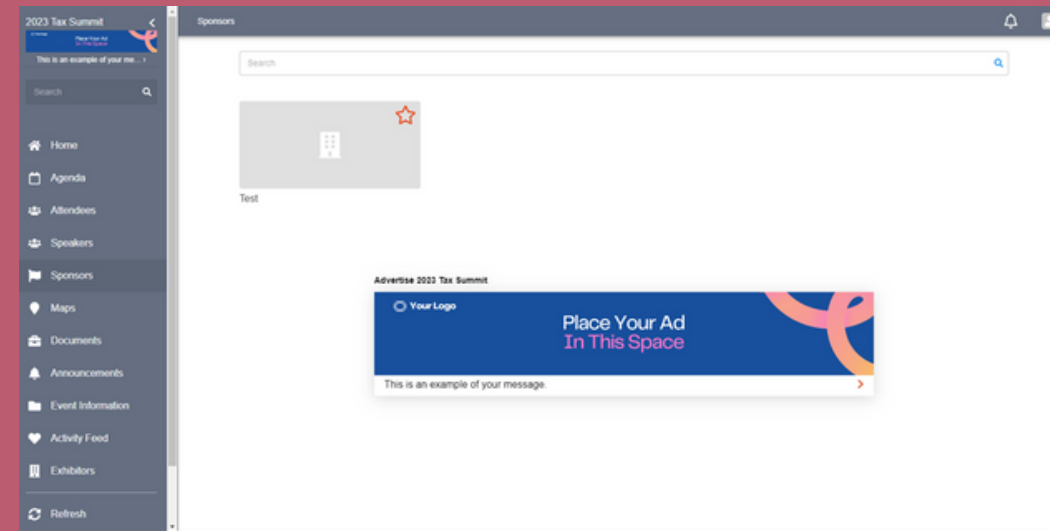 2023 Tax Summit
Place Your Ad
In This Space
This is an example of your me...
Search
Home
Agenda
Attendees
Speakers
Sponsors
Maps
Documents
Announcements
Event Information
Activity Feed
Exhibitors
Refresh
Sponsors
Search
Test
Advertise 2023 Tax Summit
Your Logo
Place Your Ad
In This Space
This is an example of your message.